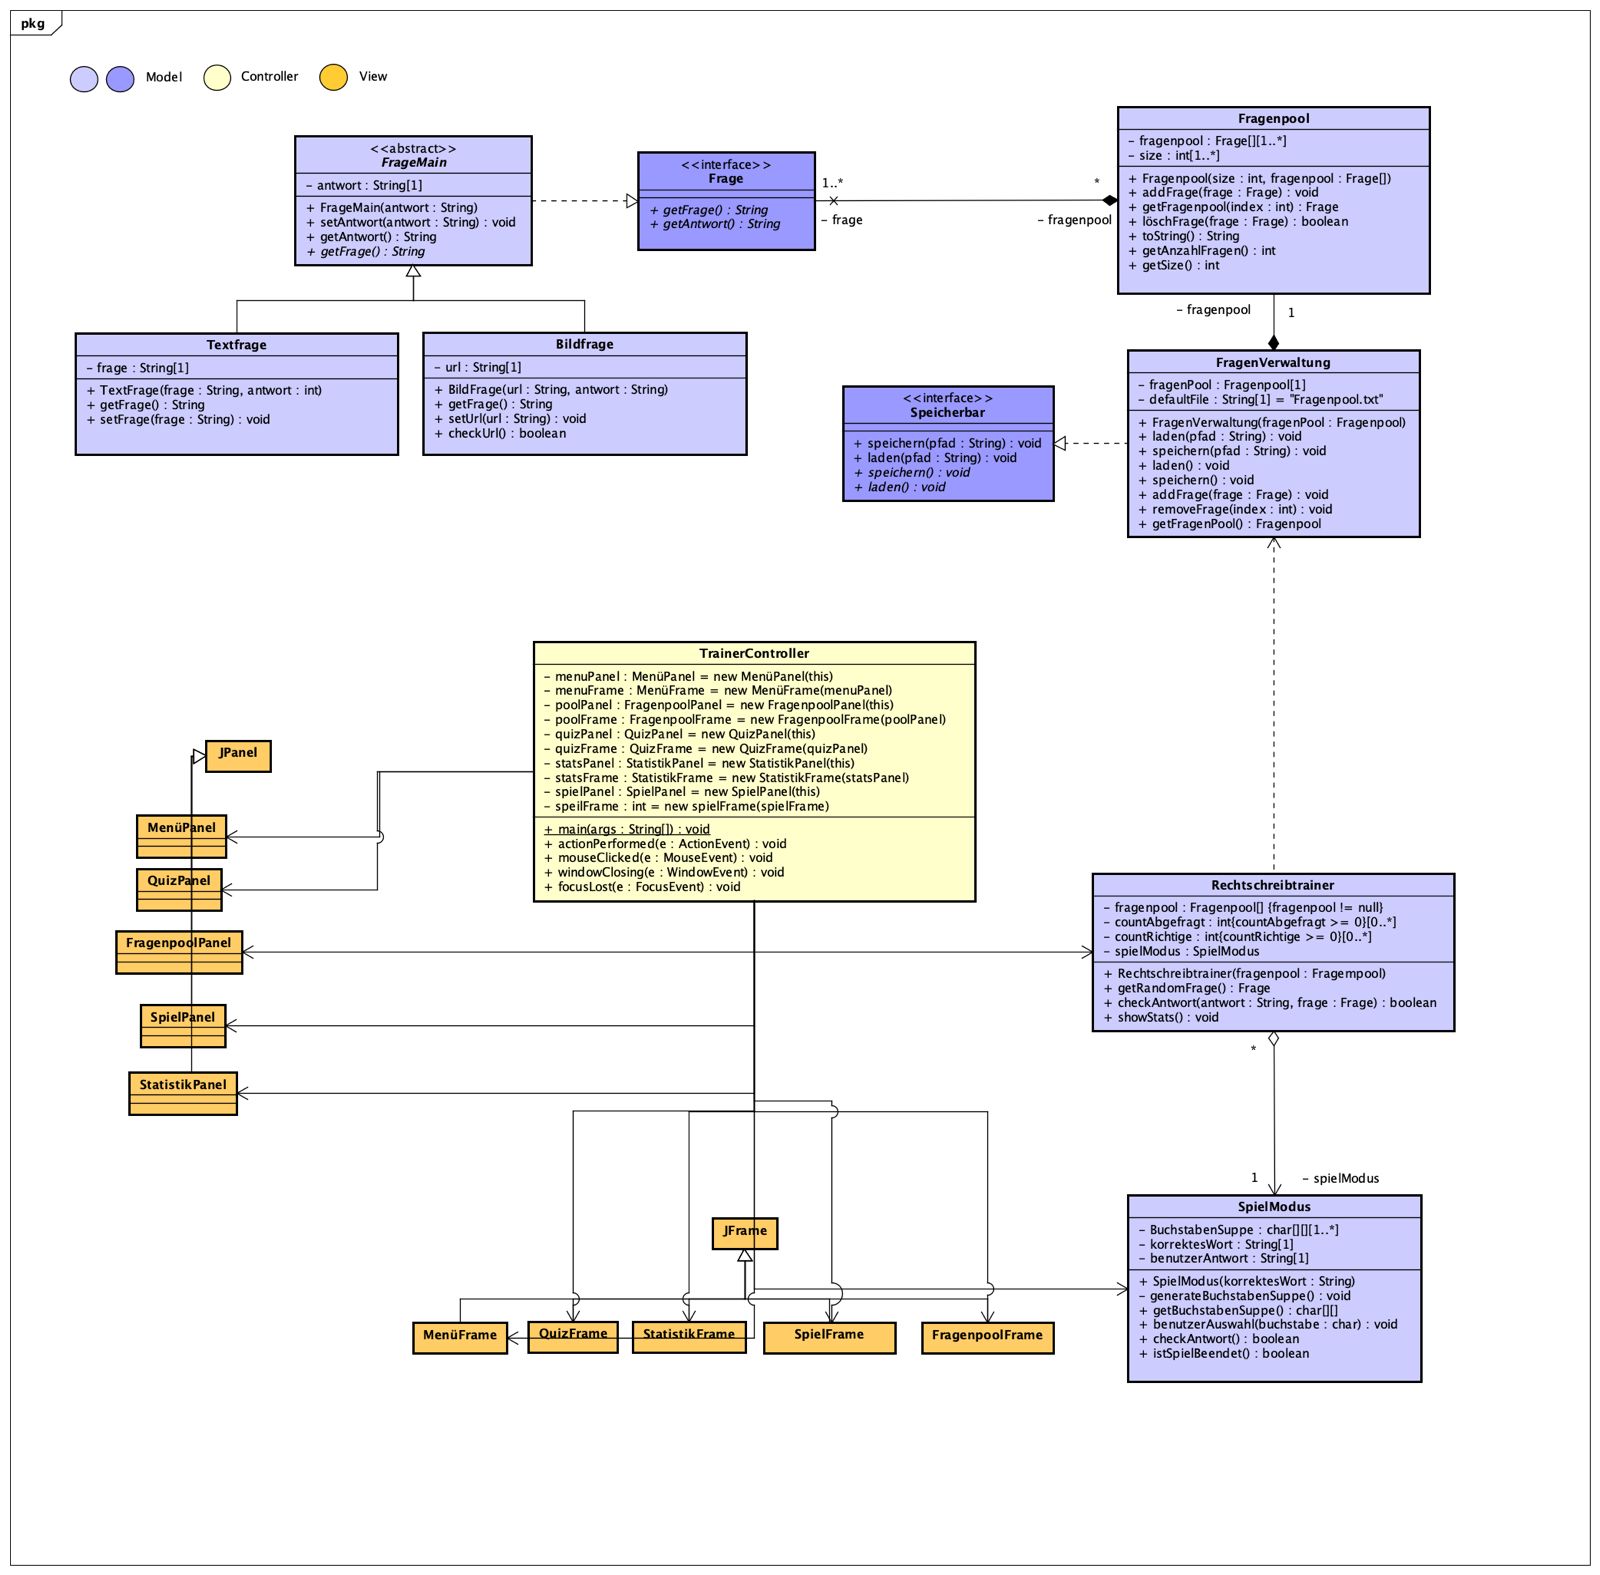 pkg
Model
Controller
View
<<abstract>>
FrageMain
– antwort : String[1]
+ FrageMain(antwort : String)
+ setAntwort(antwort : String) : void
+ getAntwort() : String
+ getFrage() : String
<<interface>>
Frage
+ getFrage() : String
+ getAntwort() : String
1..*
*
– frage
– fragenpool
Fragenpool
– fragenpool : Frage[][1..*]
– size : int[1..*]
+ Fragenpool(size : int, fragenpool : Frage[])
+ addFrage(frage : Frage) : void
+ getFragenpool(index : int) : Frage
+ löschFrage(frage : Frage) : boolean
+ toString() : String
+ getAnzahlFragen() : int
+ getSize() : int
– fragenpool
1
Textfrage
– frage : String[1]
+ TextFrage(frage : String, antwort : int)
+ getFrage() : String
+ setFrage(frage : String) : void
Bildfrage
– url : String[1]
+ BildFrage(url : String, antwort : String)
+ getFrage() : String
+ setUrl(url : String) : void
+ checkUrl() : boolean
<<interface>>
Speicherbar
+ speichern(pfad : String) : void
+ laden(pfad : String) : void
+ speichern() : void
+ laden() : void
FragenVerwaltung
– fragenPool : Fragenpool[1]
– defaultFile : String[1] = "Fragenpool.txt"
+ FragenVerwaltung(fragenPool : Fragenpool)
+ laden(pfad : String) : void
+ speichern(pfad : String) : void
+ laden() : void
+ speichern() : void
+ addFrage(frage : Frage) : void
+ removeFrage(index : int) : void
+ getFragenPool() : Fragenpool
TrainerController
– menuPanel : MenüPanel = new MenüPanel(this)
– menuFrame : MenüFrame = new MenüFrame(menuPanel)
– poolPanel : FragenpoolPanel = new FragenpoolPanel(this)
– poolFrame : FragenpoolFrame = new FragenpoolFrame(poolPanel)
– quizPanel : QuizPanel = new QuizPanel(this)
– quizFrame : QuizFrame = new QuizFrame(quizPanel)
– statsPanel : StatistikPanel = new StatistikPanel(this)
– statsFrame : StatistikFrame = new StatistikFrame(statsPanel)
– spielPanel : SpielPanel = new SpielPanel(this)
– speilFrame : int = new spielFrame(spielFrame)
+ main(args : String[]) : void
+ actionPerformed(e : ActionEvent) : void
+ mouseClicked(e : MouseEvent) : void
+ windowClosing(e : WindowEvent) : void
+ focusLost(e : FocusEvent) : void
JPanel
MenüPanel
QuizPanel
FragenpoolPanel
SpielPanel
StatistikPanel
Rechtschreibtrainer
– fragenpool : Fragenpool[] {fragenpool != null}
– countAbgefragt : int{countAbgefragt >= 0}[0..*]
– countRichtige : int{countRichtige >= 0}[0..*]
– spielModus : SpielModus
+ Rechtschreibtrainer(fragenpool : Fragempool)
+ getRandomFrage() : Frage
+ checkAntwort(antwort : String, frage : Frage) : boolean
+ showStats() : void
*
1
– spielModus
SpielModus
– BuchstabenSuppe : char[][][1..*]
– korrektesWort : String[1]
– benutzerAntwort : String[1]
+ SpielModus(korrektesWort : String)
– generateBuchstabenSuppe() : void
+ getBuchstabenSuppe() : char[][]
+ benutzerAuswahl(buchstabe : char) : void
+ checkAntwort() : boolean
+ istSpielBeendet() : boolean
JFrame
MenüFrame
QuizFrame
StatistikFrame
SpielFrame
FragenpoolFrame